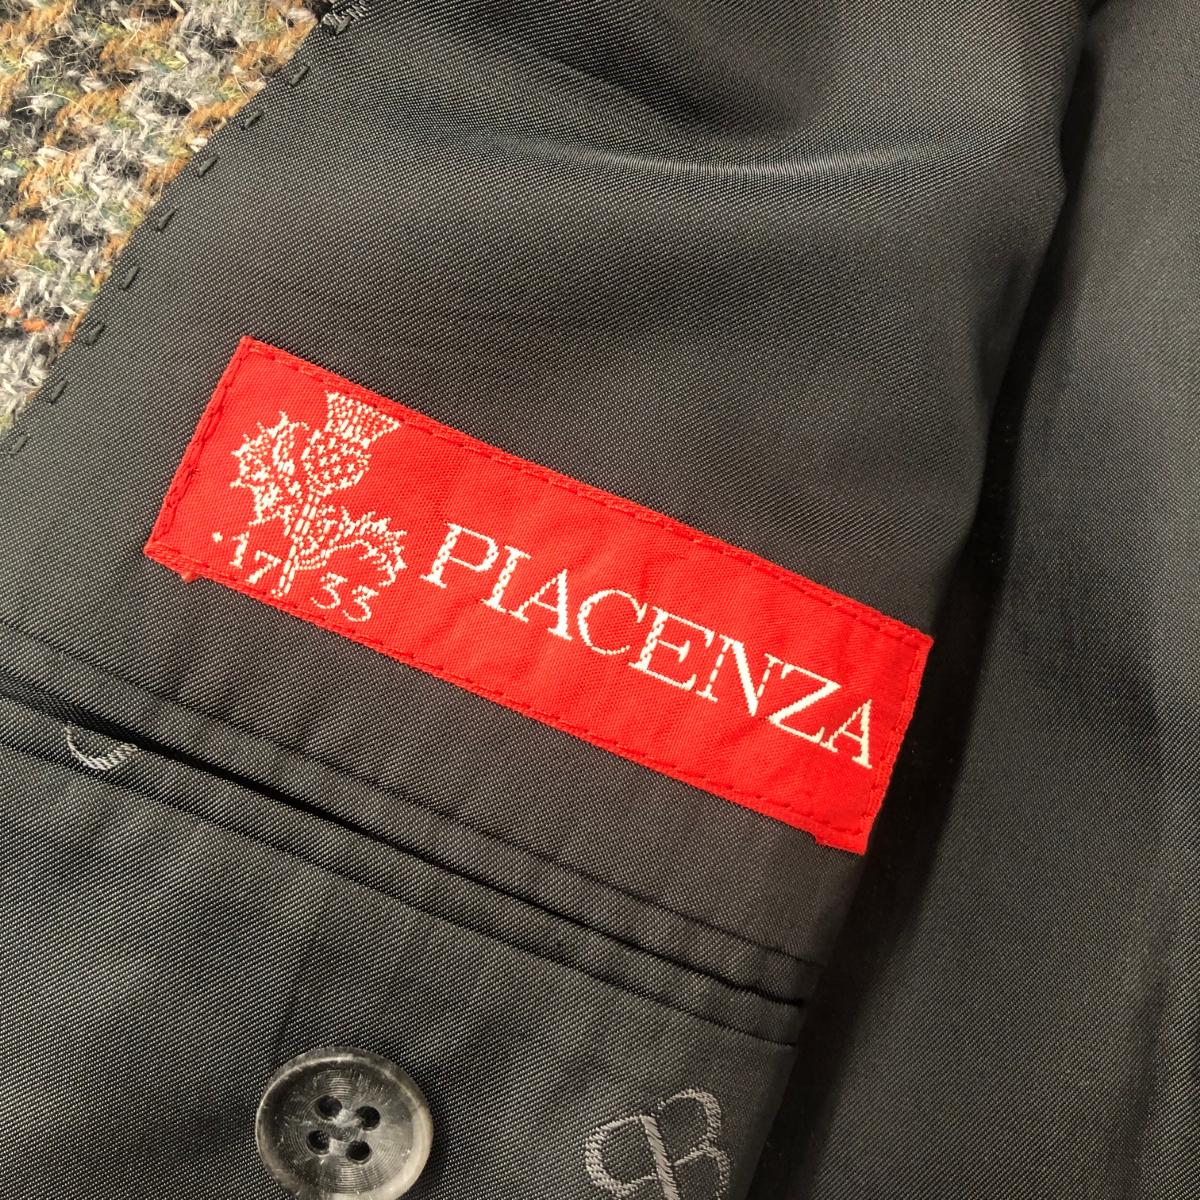 ·17 33
PIACENZA
B